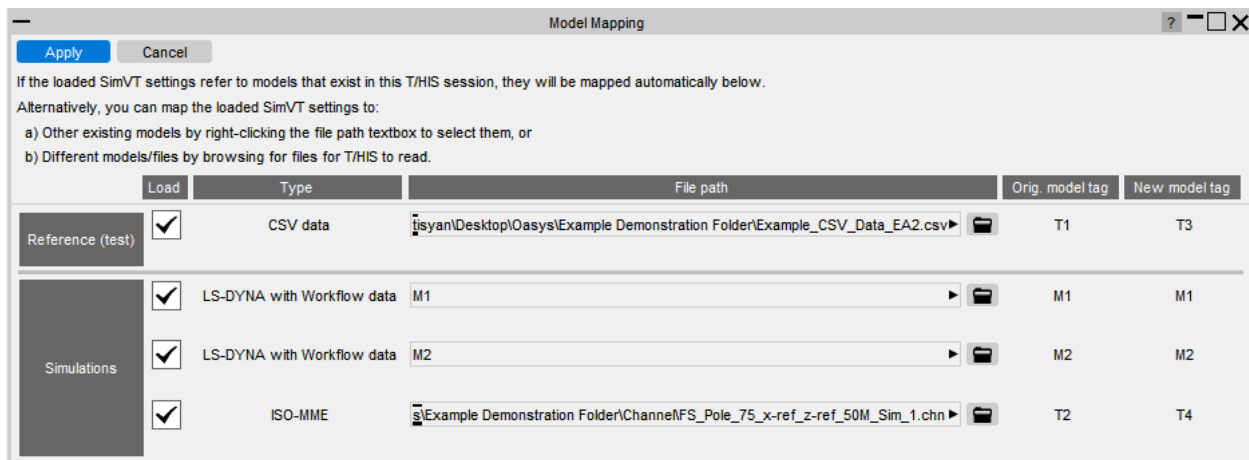 Model Mapping ?
Apply Cancel
If the loaded SimVT settings refer to models that exist in this T/HIS session, they will be mapped automatically below.
Alternatively, you can map the loaded SimVT settings to:
a) Other existing models by right-clicking the file path textbox to select them, or
b) Different models/files by browsing for files for T/HIS to read.
Load Type File path Orig. model tag New model tag
Reference (test) CSV data tisyan\Desktop\Oasys\Example Demonstration Folder\Example_CSV_Data_EA2.csv T1 T3
LS-DYNA with Workflow data M1 M1 M1
Simulations LS-DYNA with Workflow data M2 M2 M2
ISO-MME s\Example Demonstration Folder\Channel\FS_Pole_75_x-ref_z-ref_50M_Sim_1.chn T2 T4